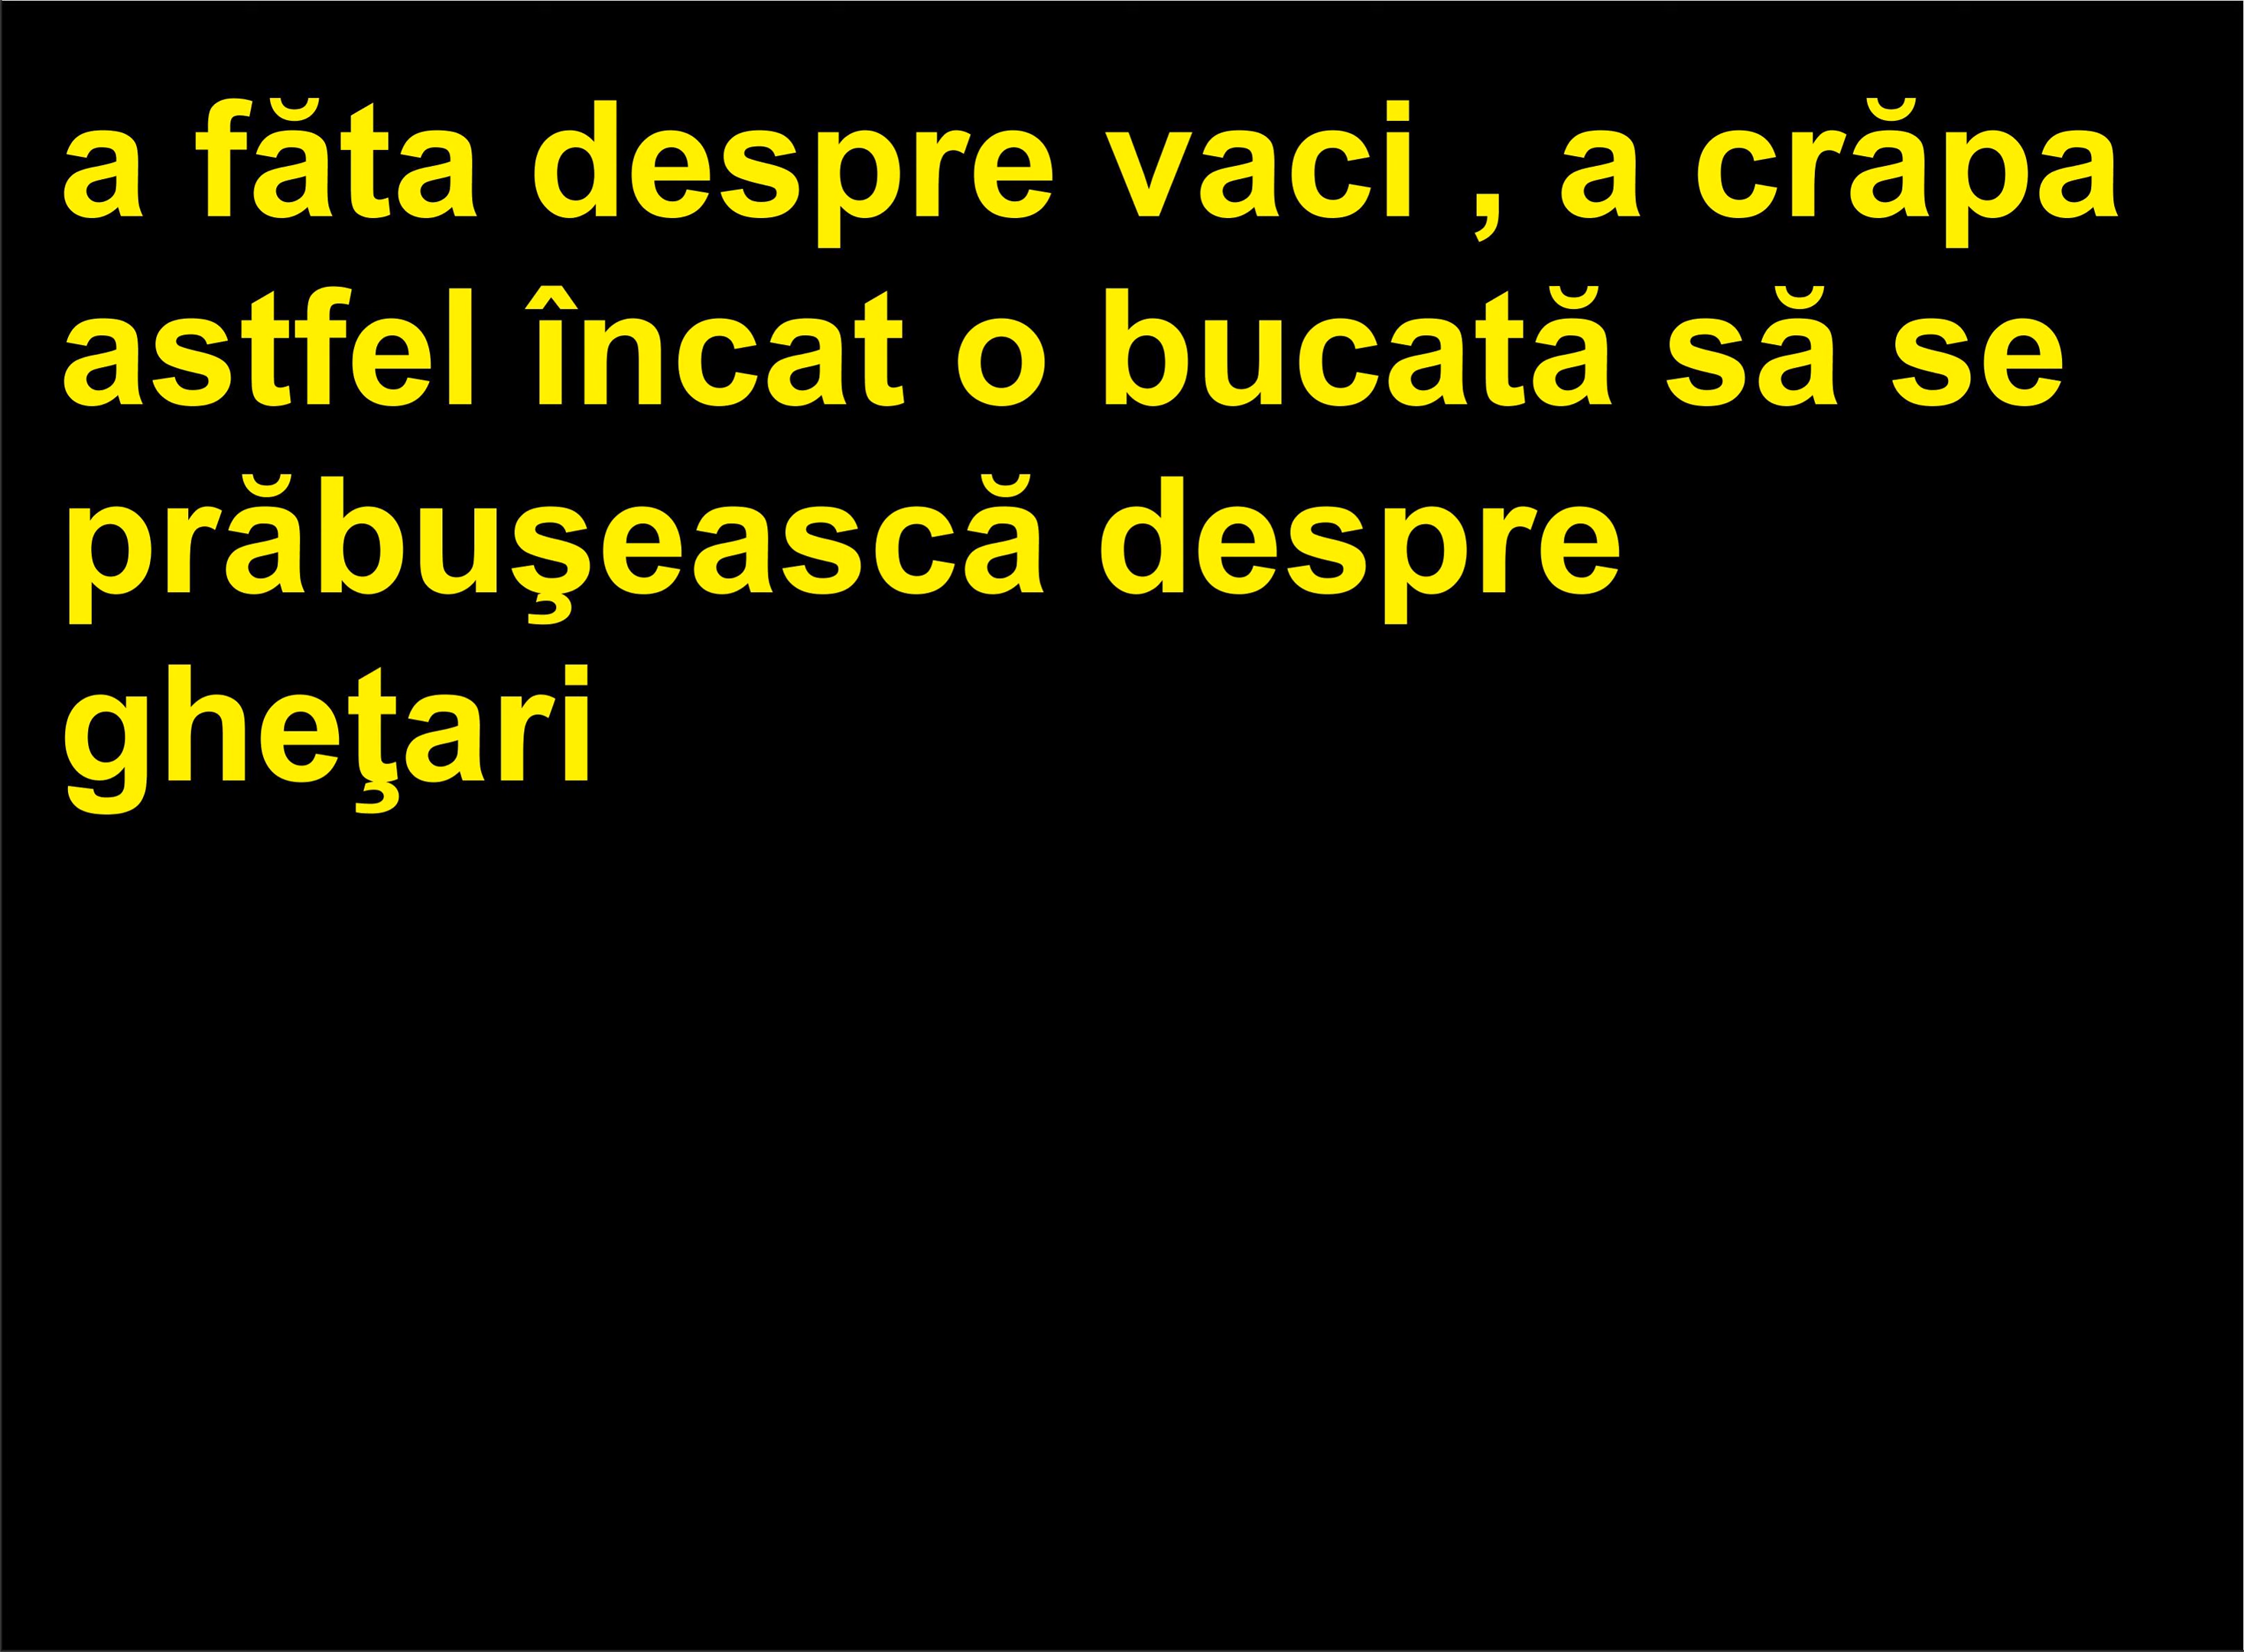 a făta despre vaci , a crăpa
astfel încat o bucată să se
prăbuşească despre
gheţari